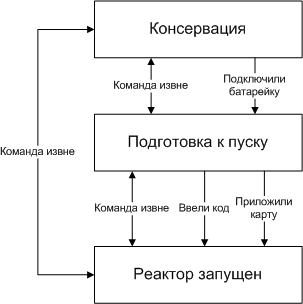 Консервация
Команда извне
Подключили
батарейку
Команда извне
Подготовка к пуску
Команда извне
Ввели код
Приложили
карту
Реактор запущен